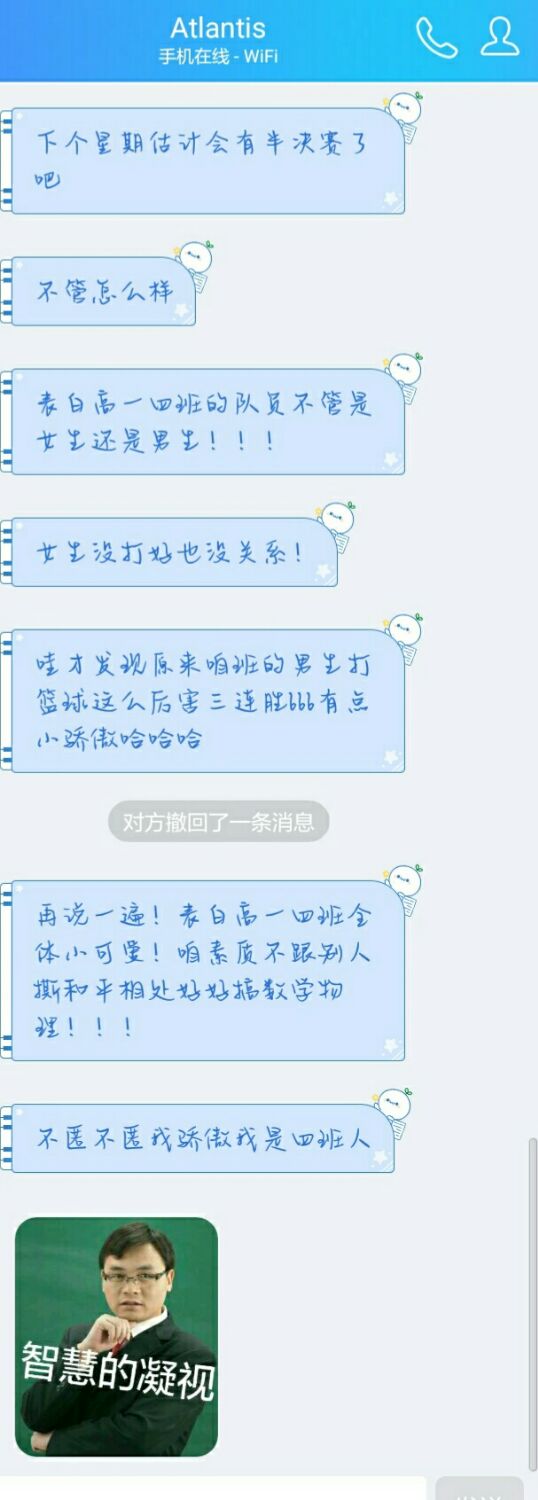 Atlantis
手机在线 - WiFi
下个星期估计会有半决赛了
吧
不管怎么样
表白高一四班的队员不管是
女生还是男生！！！
女生没打好也没关系！
哇才发现原来咱班的男生打
篮球这么厉害三连胜666有点
小骄傲哈哈哈
对方撤回了一条消息
再说一遍！表白高一四班全
体小可爱！咱素质不跟别人
撕和平相处好好搞数学物
理！！！
不匿不匿我骄傲我是四班人
智慧的凝视